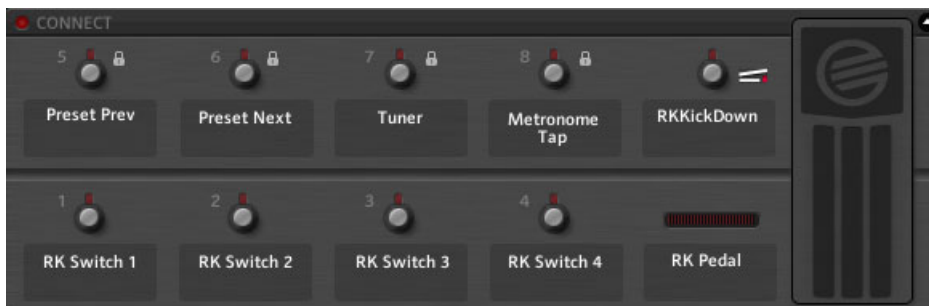 CONNECT
5
6
7
8
Preset Prev
Preset Next
Tuner
Metronome
Tap
RKKickDown
1
2
3
4
RK Switch 1
RK Switch 2
RK Switch 3
RK Switch 4
RK Pedal